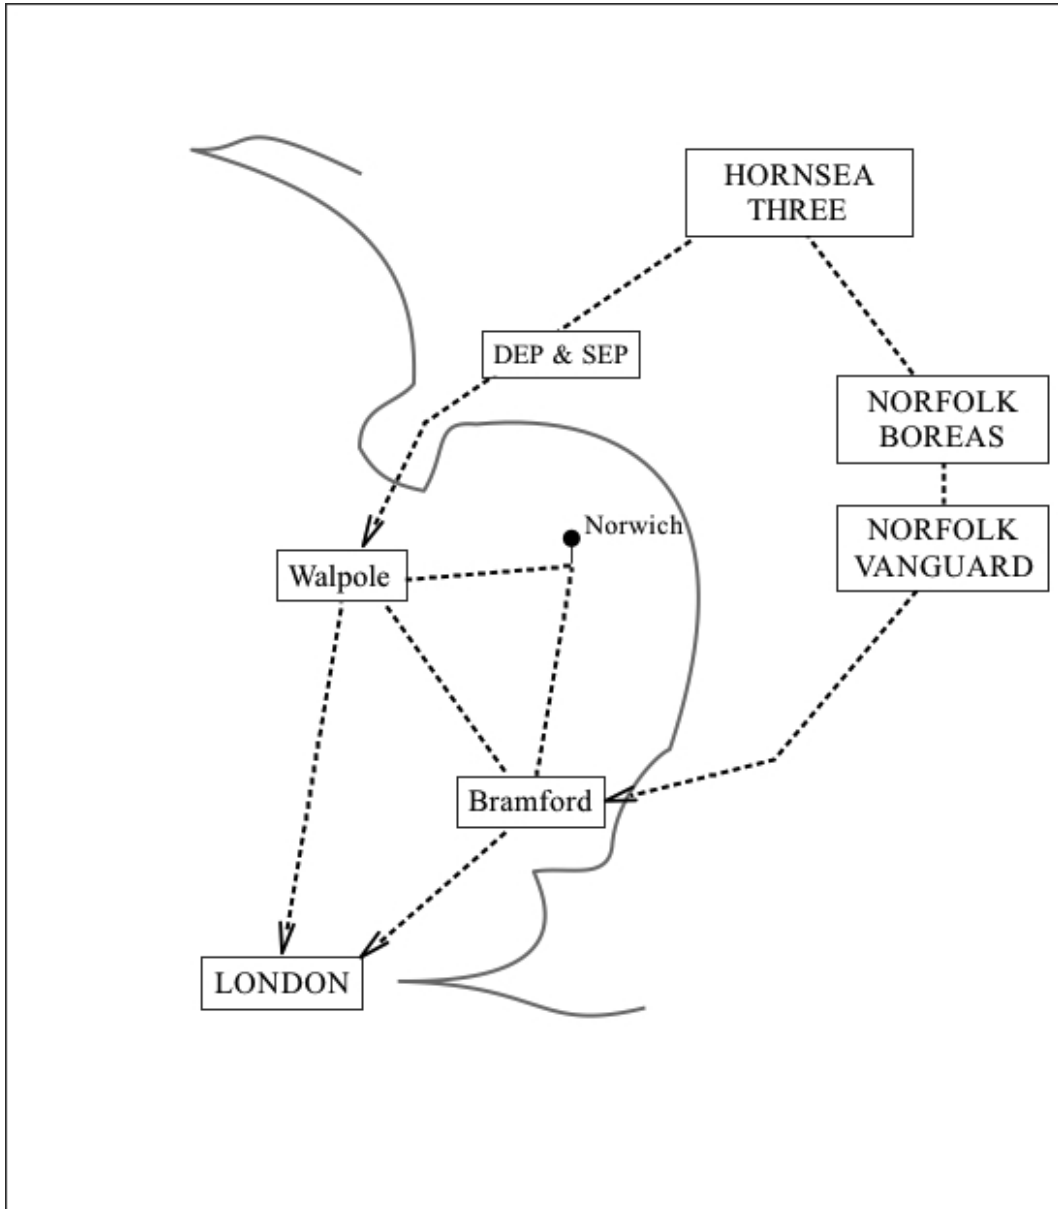 HORNSEA
THREE
DEP & SEP
NORFOLK
BOREAS
Norwich
NORFOLK
VANGUARD
Walpole
Bramford
LONDON